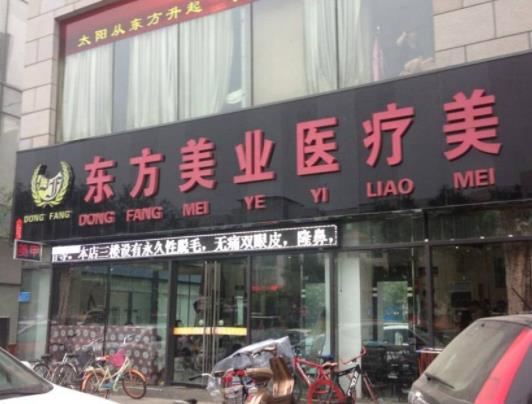 太阳从东方升起
东方美业医疗美
DONG FANG
DONG FANG MEI YE YI LIAO MEI
本店三楼设有永久性脱毛，无痛双眼皮，隆鼻，
美甲